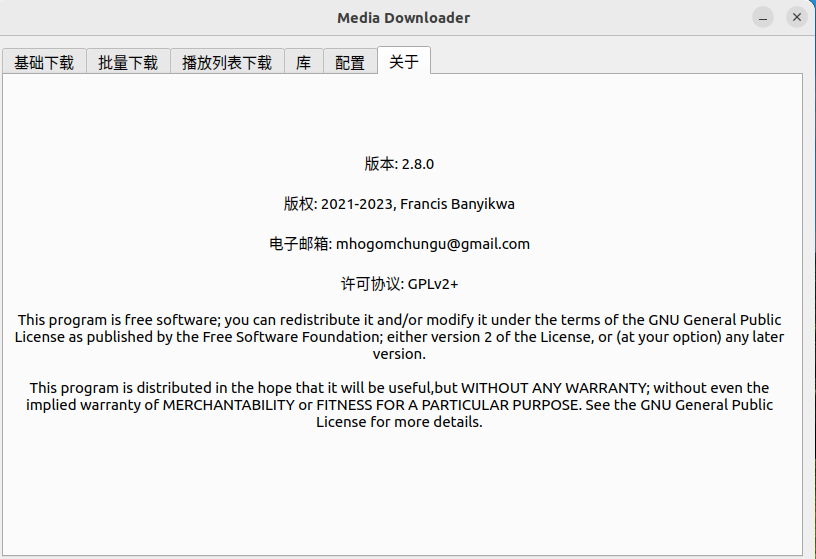 Media Downloader
基础下载 批量下载 播放列表下载 库 配置 关于
版本: 2.8.0
版权: 2021-2023, Francis Banyikwa
电子邮箱: mhogomchungu@gmail.com
许可协议: GPLv2+
This program is free software; you can redistribute it and/or modify it under the terms of the GNU General Public
License as published by the Free Software Foundation; either version 2 of the License, or (at your option) any later
version.
This program is distributed in the hope that it will be useful,but WITHOUT ANY WARRANTY; without even the
implied warranty of MERCHANTABILITY or FITNESS FOR A PARTICULAR PURPOSE. See the GNU General Public
License for more details.